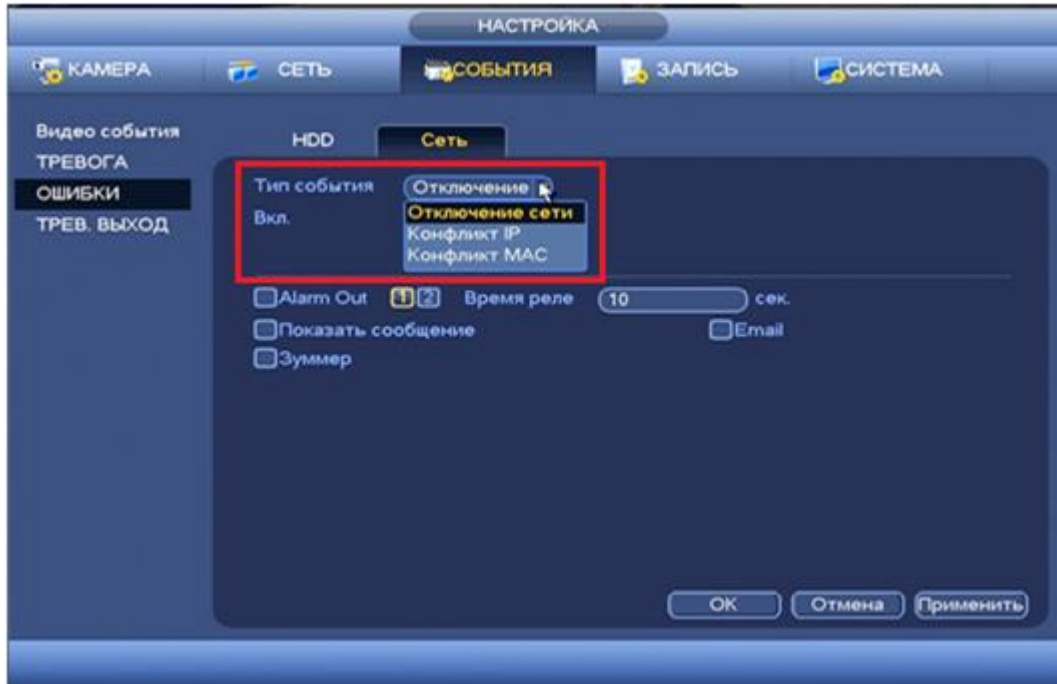 НАСТРОЙКА
КАМЕРА СЕТЬ СОБЫТИЯ ЗАПИСЬ СИСТЕМА
Видео события
ТРЕВОГА
ОШИБКИ
ТРЕВ. ВЫХОД
HDD Сеть
Тип события Отключение
Вкл. Отключение сети
Конфликт IP
Конфликт MAC
Alarm Out 1 2 Время реле 10 сек.
Показать сообщение Email
Зуммер
OK Отмена Применить